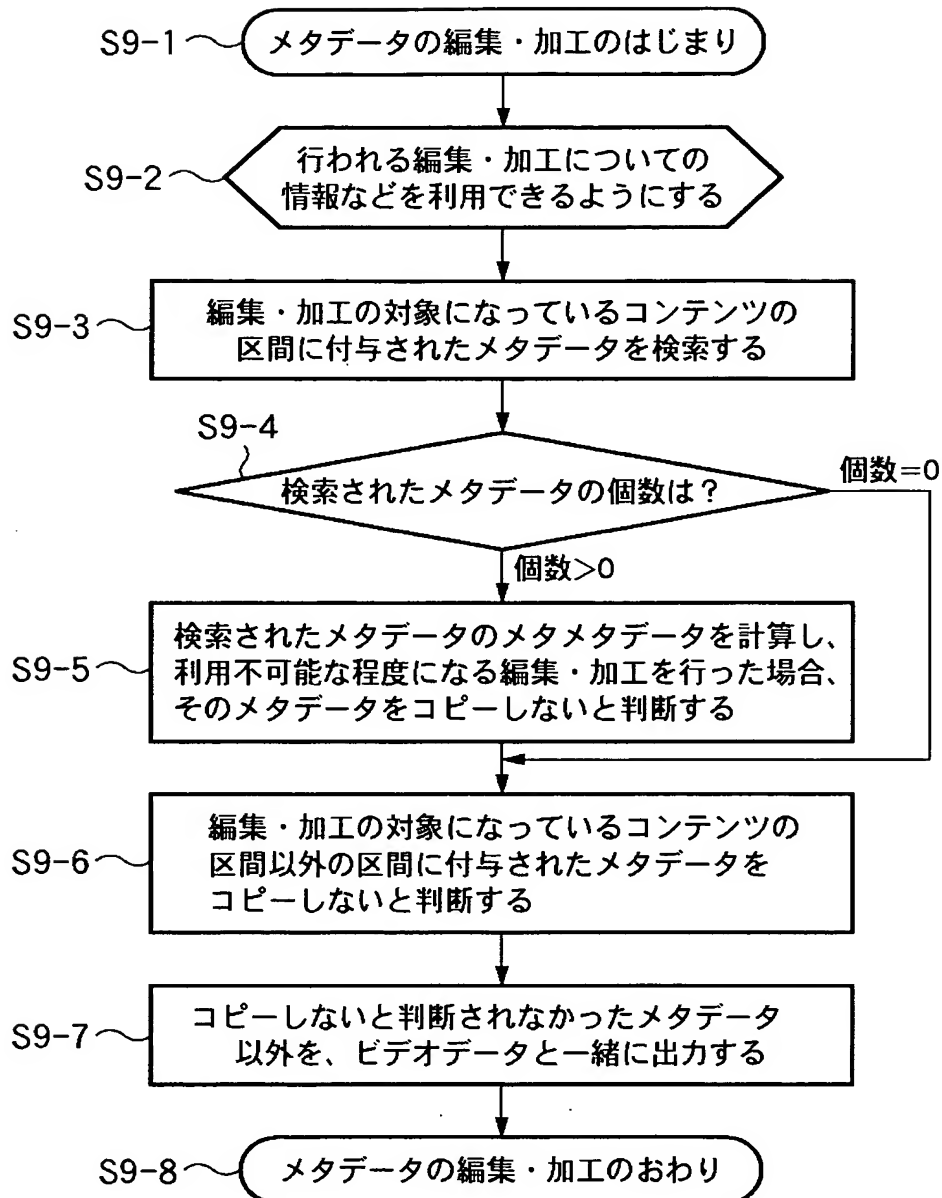 S9-1
メタデータの編集・加工のはじまり
S9-2
行われる編集・加工についての
情報などを利用できるようにする
S9-3
編集・加工の対象になっているコンテンツの
区間に付与されたメタデータを検索する
S9-4
検索されたメタデータの個数は?
個数=0
個数>0
S9-5
検索されたメタデータのメタメタデータを計算し、
利用不可能な程度になる編集・加工を行った場合、
そのメタデータをコピーしないと判断する
S9-6
編集・加工の対象になっているコンテンツの
区間以外の区間に付与されたメタデータを
コピーしないと判断する
S9-7
コピーしないと判断されなかったメタデータ
以外を、ビデオデータと一緒に出力する
S9-8
メタデータの編集・加工のおわり